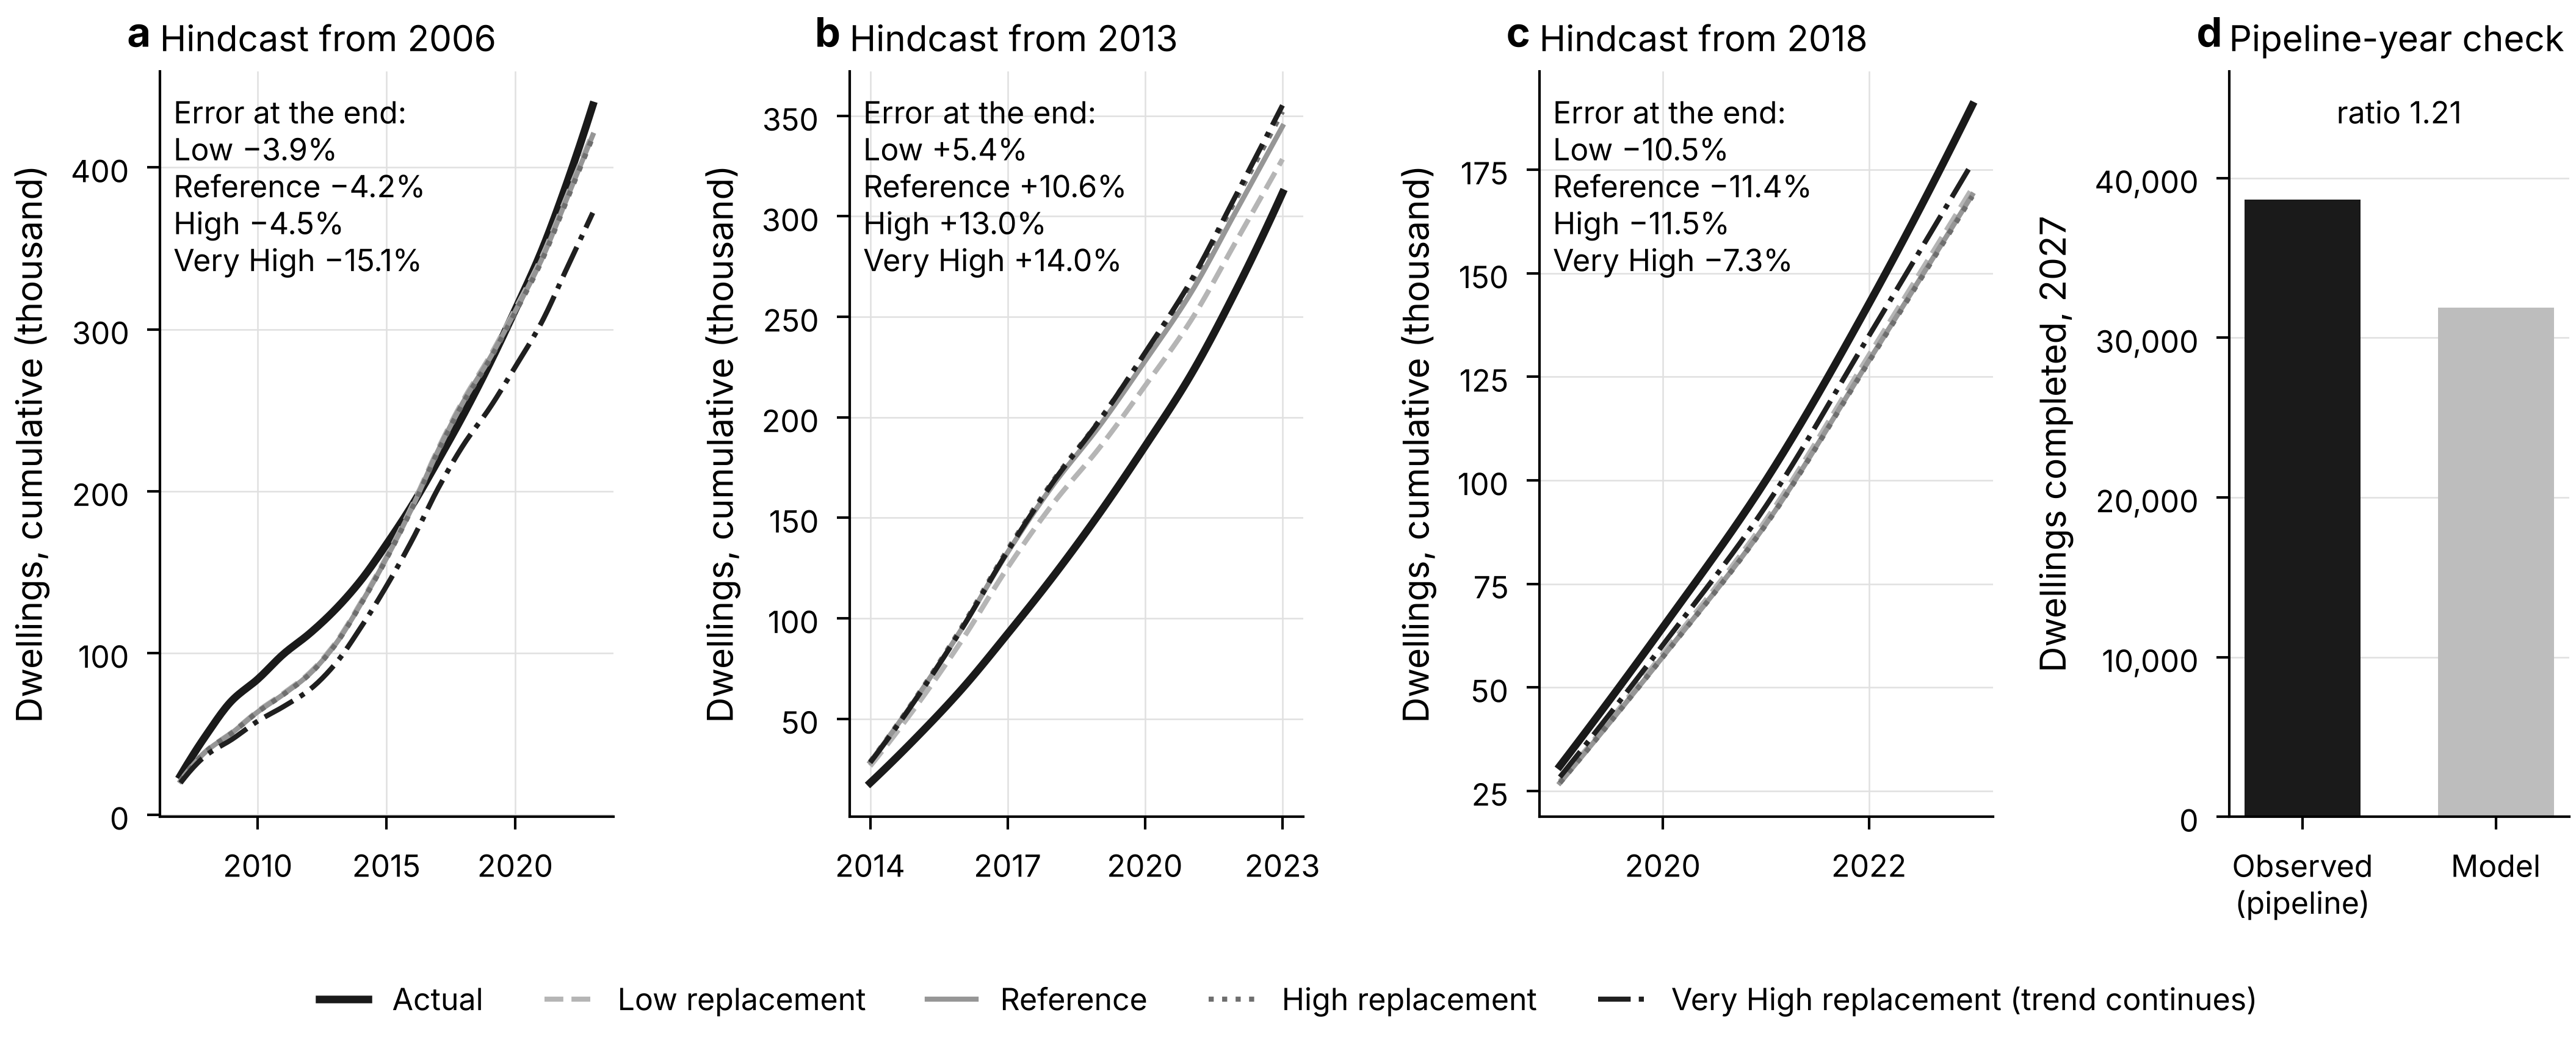 a Hindcast from 2006
Error at the end:
Low −3.9%
Reference −4.2%
High −4.5%
Very High −15.1%
Dwellings, cumulative (thousand)
400
300
200
100
0
2010 2015 2020
b Hindcast from 2013
Error at the end:
Low +5.4%
Reference +10.6%
High +13.0%
Very High +14.0%
Dwellings, cumulative (thousand)
350
300
250
200
150
100
50
2014 2017 2020 2023
c Hindcast from 2018
Error at the end:
Low −10.5%
Reference −11.4%
High −11.5%
Very High −7.3%
Dwellings, cumulative (thousand)
175
150
125
100
75
50
25
2020 2022
d Pipeline-year check
ratio 1.21
Dwellings completed, 2027
40,000
30,000
20,000
10,000
0
Observed
(pipeline)
Model
Actual Low replacement Reference High replacement Very High replacement (trend continues)